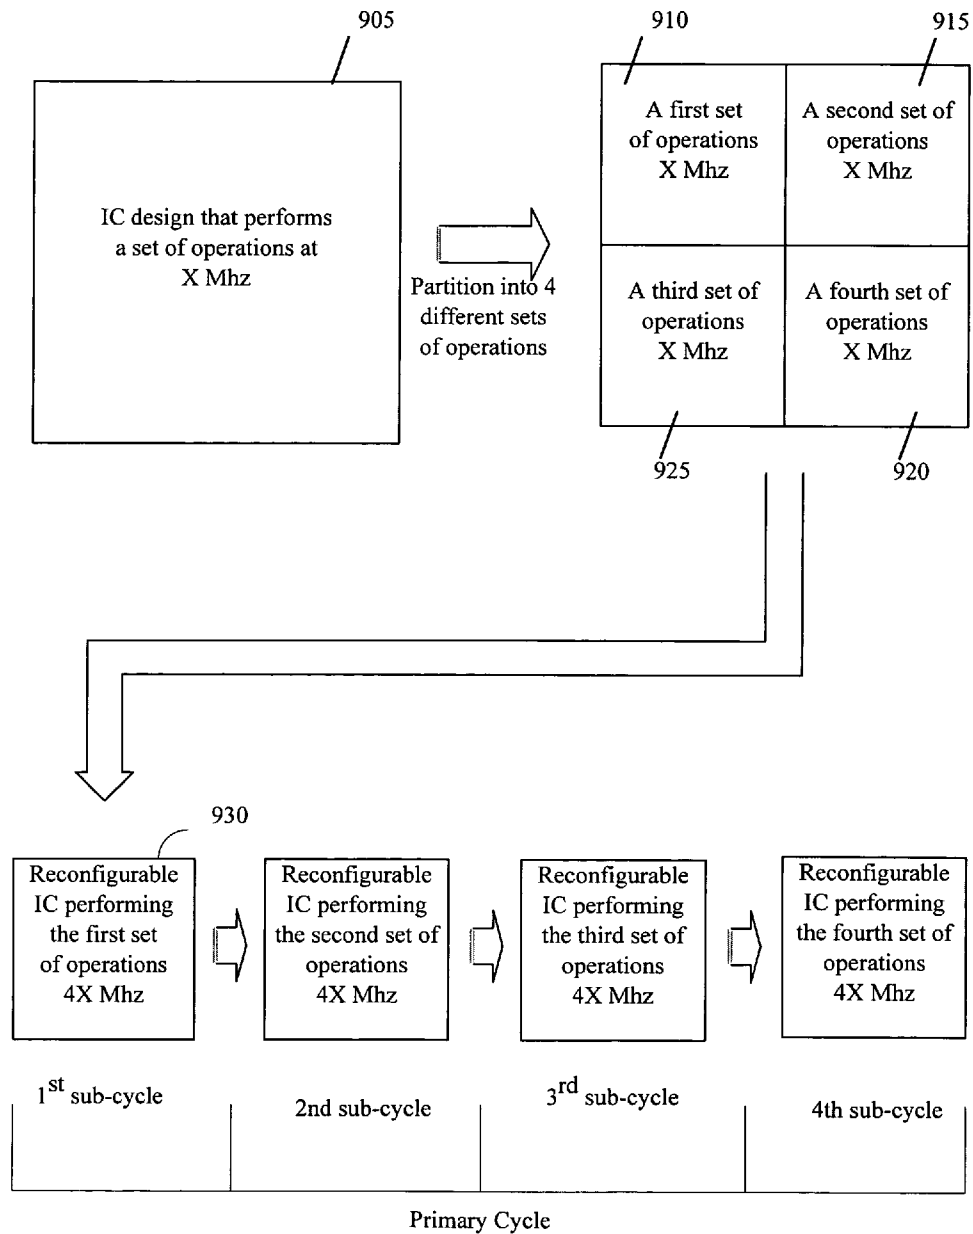 905
910
915
IC design that performs
a set of operations at
X Mhz
Partition into 4
different sets
of operations
A first set
of operations
X Mhz
A second set of
operations
X Mhz
A third set of
operations
X Mhz
A fourth set of
operations
X Mhz
925
920
930
Reconfigurable
IC performing
the first set
of operations
4X Mhz
Reconfigurable
IC performing
the second set of
operations
4X Mhz
Reconfigurable
IC performing
the third set of
operations
4X Mhz
Reconfigurable
IC performing
the fourth set of
operations
4X Mhz
1st sub-cycle
2nd sub-cycle
3rd sub-cycle
4th sub-cycle
Primary Cycle